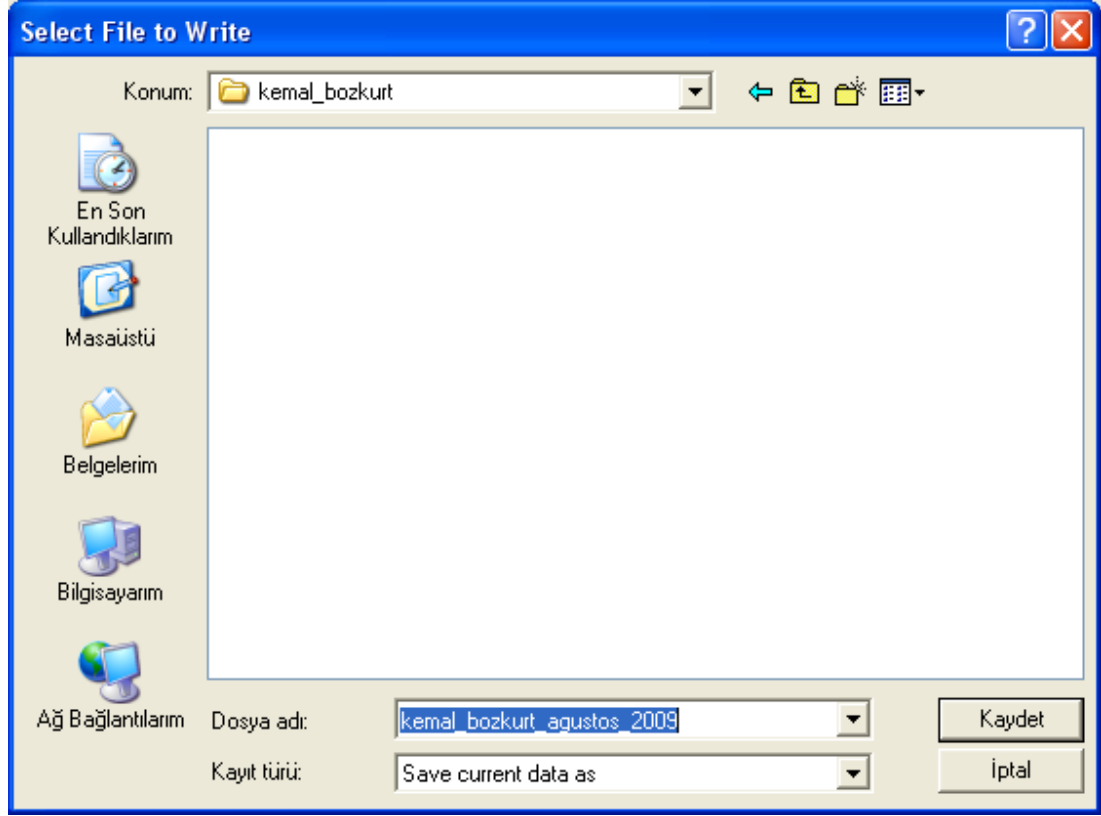 Select File to Write
Konum: kemal_bozkurt
En Son
Kullandıklarım
Masaüstü
Belgelerim
Bilgisayarım
Ağ Bağlantılarım
Dosya adı: kemal_bozkurt_agustos_2009 Kaydet
Kayıt türü: Save current data as İptal